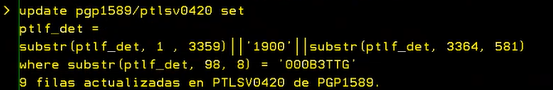 > update pgp1589/ptlsv0420 set
ptlf_det =
substr(ptlf_det, 1 , 3359)||'1900'||substr(ptlf_det, 3364, 581)
where substr(ptlf_det, 98, 8) = '000B3TTG'
9 filas actualizadas en PTLSV0420 de PGP1589.